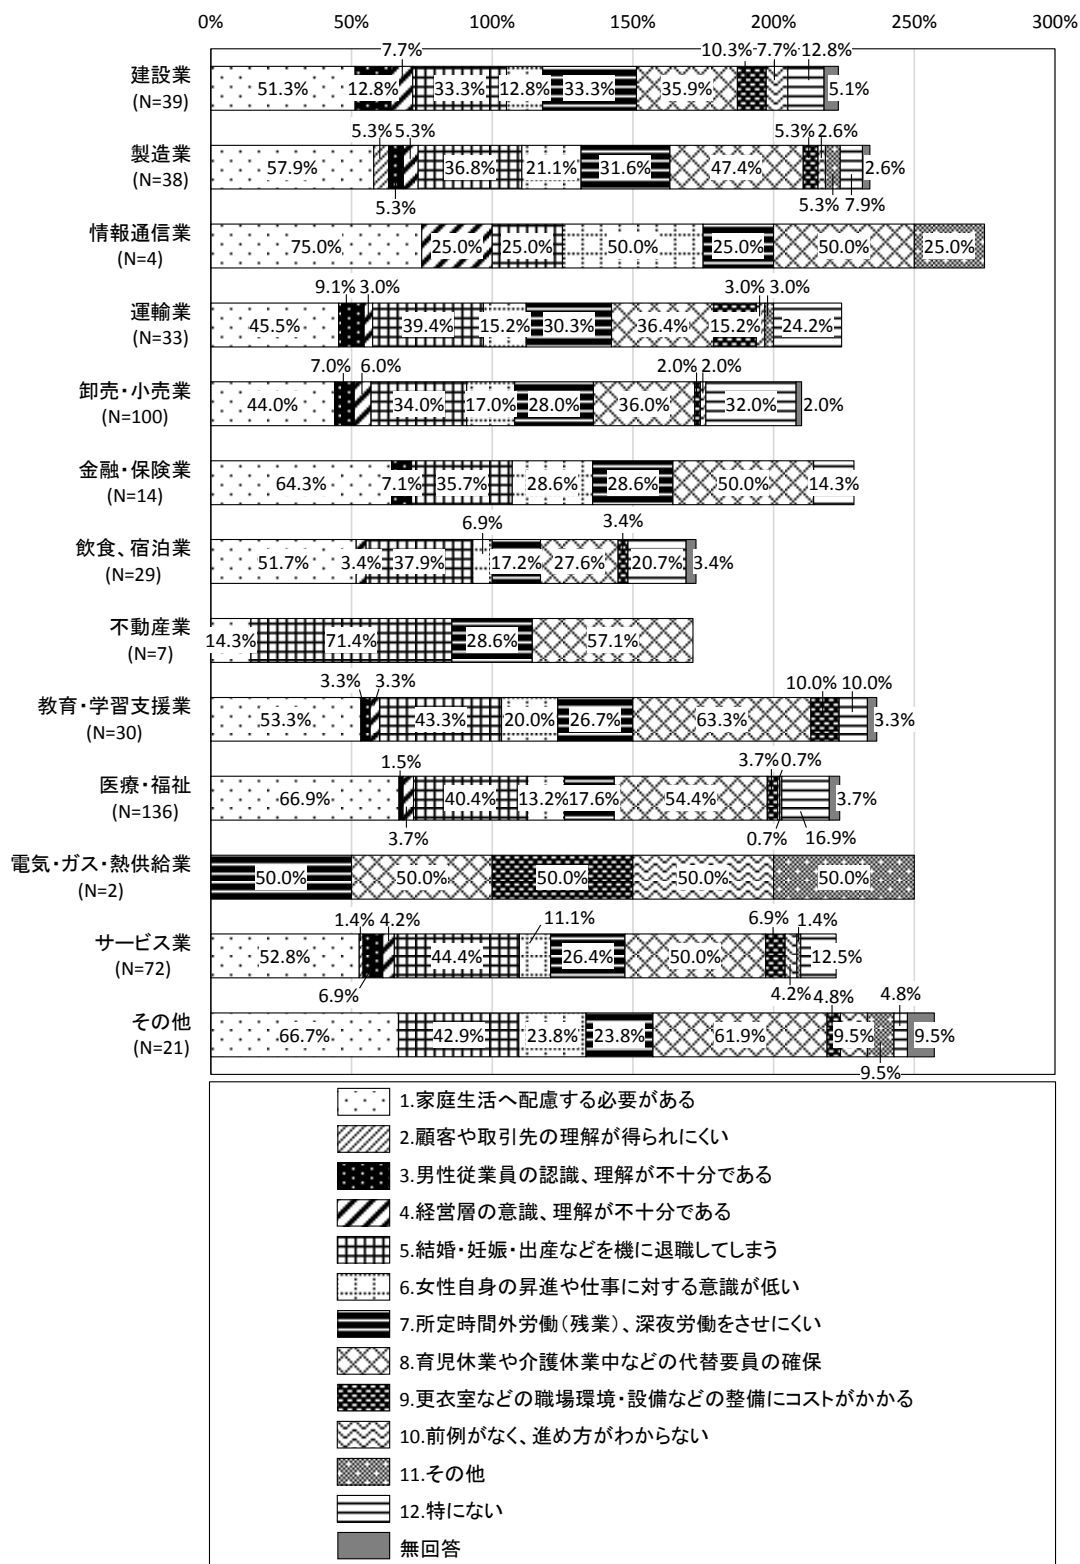 0% 50% 100% 150% 200% 250% 300%
7.7% 10.3% 7.7% 12.8%
建設業
(N=39)
51.3% 12.8% 33.3% 12.8% 33.3% 35.9% 5.1%
5.3% 5.3% 5.3% 2.6%
製造業
(N=38)
57.9% 36.8% 21.1% 31.6% 47.4% 2.6%
5.3% 5.3% 7.9%
情報通信業
(N=4)
75.0% 25.0% 25.0% 50.0% 25.0% 50.0% 25.0%
9.1% 3.0% 3.0% 3.0%
運輸業
(N=33)
45.5% 39.4% 15.2% 30.3% 36.4% 15.2% 24.2%
7.0% 6.0% 2.0% 2.0%
卸売・小売業
(N=100)
44.0% 34.0% 17.0% 28.0% 36.0% 32.0% 2.0%
金融・保険業
(N=14)
64.3% 7.1% 35.7% 28.6% 28.6% 50.0% 14.3%
6.9% 3.4%
飲食、宿泊業
(N=29)
51.7% 3.4% 37.9% 17.2% 27.6% 20.7% 3.4%
不動産業
(N=7)
14.3% 71.4% 28.6% 57.1%
3.3% 3.3% 10.0% 10.0%
教育・学習支援業
(N=30)
53.3% 43.3% 20.0% 26.7% 63.3% 3.3%
1.5% 3.7% 0.7%
医療・福祉
(N=136)
66.9% 40.4% 13.2% 17.6% 54.4% 3.7%
3.7% 0.7% 16.9%
電気・ガス・熱供給業
(N=2)
50.0% 50.0% 50.0% 50.0% 50.0%
1.4% 4.2% 11.1% 6.9% 1.4%
サービス業
(N=72)
52.8% 44.4% 26.4% 50.0% 12.5%
6.9% 4.2%
4.8% 4.8%
その他
(N=21)
66.7% 42.9% 23.8% 23.8% 61.9% 9.5% 9.5%
9.5%
1.家庭生活へ配慮する必要がある
2.顧客や取引先の理解が得られにくい
3.男性従業員の認識、理解が不十分である
4.経営層の意識、理解が不十分である
5.結婚・妊娠・出産などを機に退職してしまう
6.女性自身の昇進や仕事に対する意識が低い
7.所定時間外労働(残業)、深夜労働をさせにくい
8.育児休業や介護休業中などの代替要員の確保
9.更衣室などの職場環境・設備などの整備にコストがかかる
10.前例がなく、進め方がわからない
11.その他
12.特にない
無回答